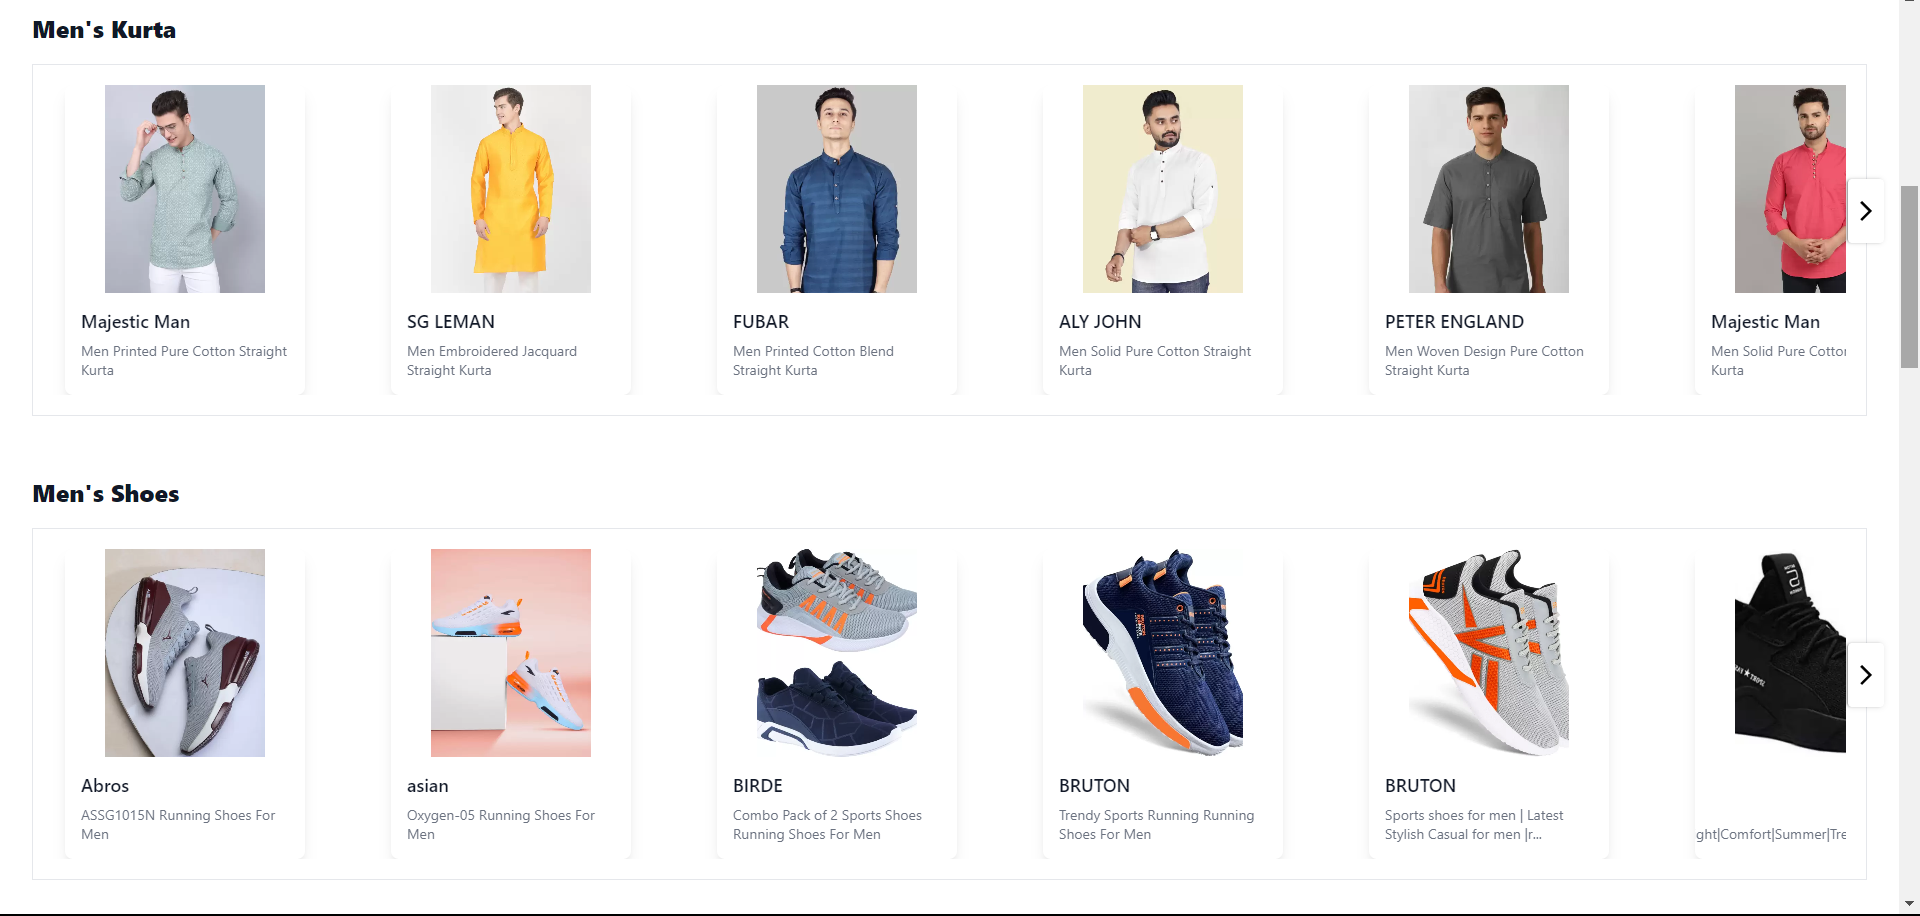 Men's Kurta
Majestic Man
Men Printed Pure Cotton Straight
Kurta
SG LEMAN
Men Embroidered Jacquard
Straight Kurta
FUBAR
Men Printed Cotton Blend
Straight Kurta
ALY JOHN
Men Solid Pure Cotton Straight
Kurta
PETER ENGLAND
Men Woven Design Pure Cotton
Straight Kurta
Majestic Man
Men Solid Pure Cotton
Kurta
Men's Shoes
Abros
ASSG1015N Running Shoes For
Men
asian
Oxygen-05 Running Shoes For
Men
BIRDE
Combo Pack of 2 Sports Shoes
Running Shoes For Men
BRUTON
Trendy Sports Running Running
Shoes For Men
BRUTON
Sports shoes for men | Latest
Stylish Casual for men |r...
ght|Comfort|Summer|Tre